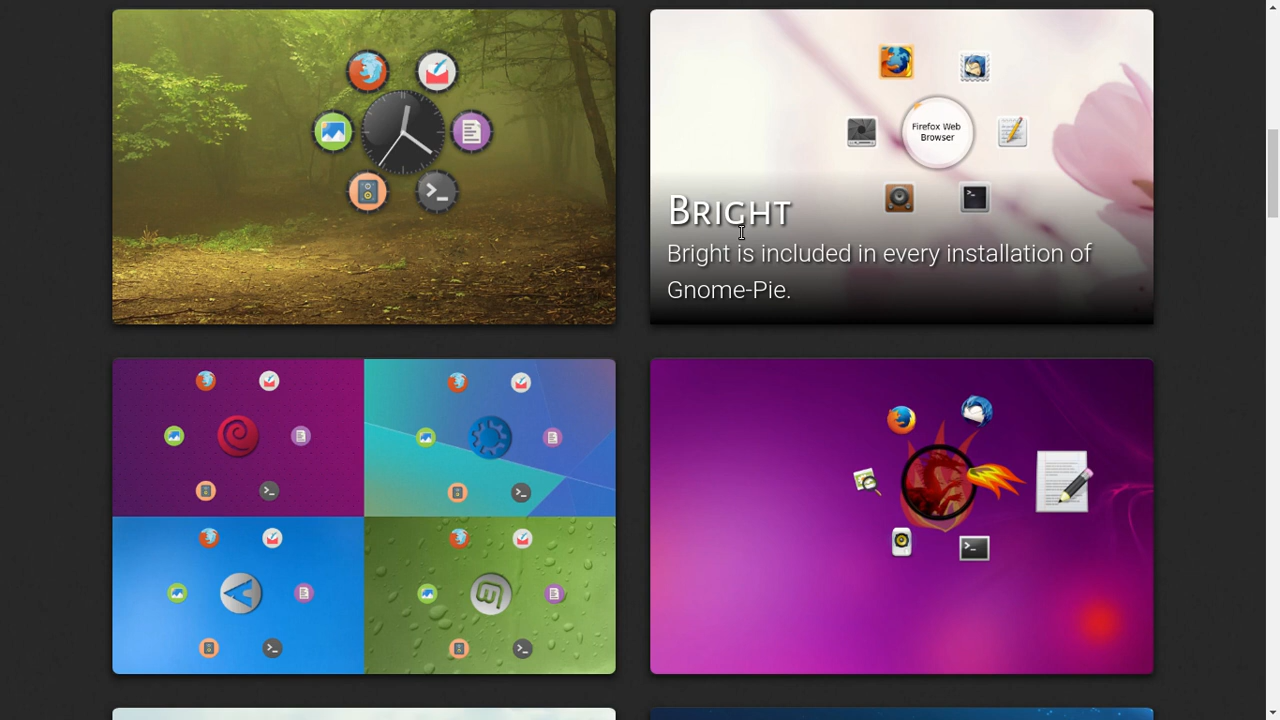 Firefox Web
Browser
Bright
Bright is included in every installation of
Gnome-Pie.